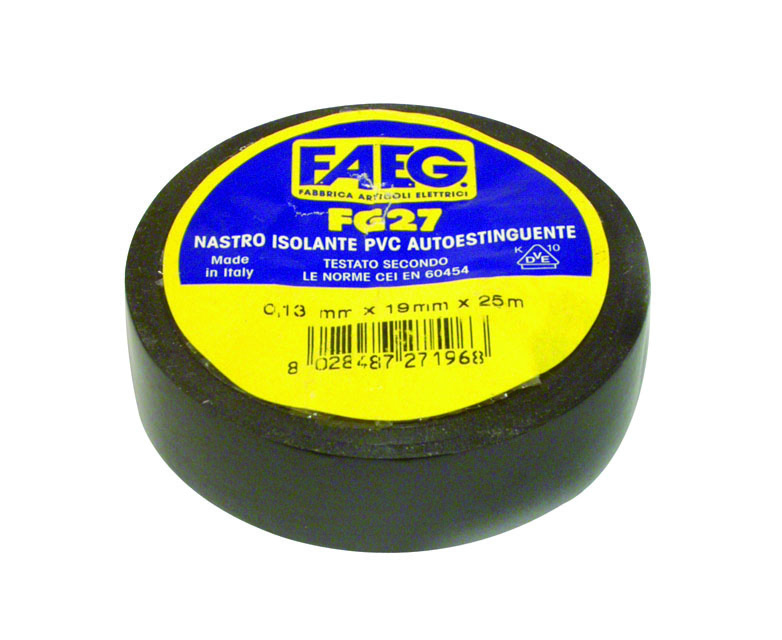 F.A.E.G.
FABBRICA ARTICOLI ELETTRICI
FG27
NASTRO ISOLANTE PVC AUTOESTINGUENTE
Made
in Italy
TESTATO SECONDO
LE NORME CEI EN 60454
K 10
DVE
0,13 mm x 19mm x 25m
8 028487 271968